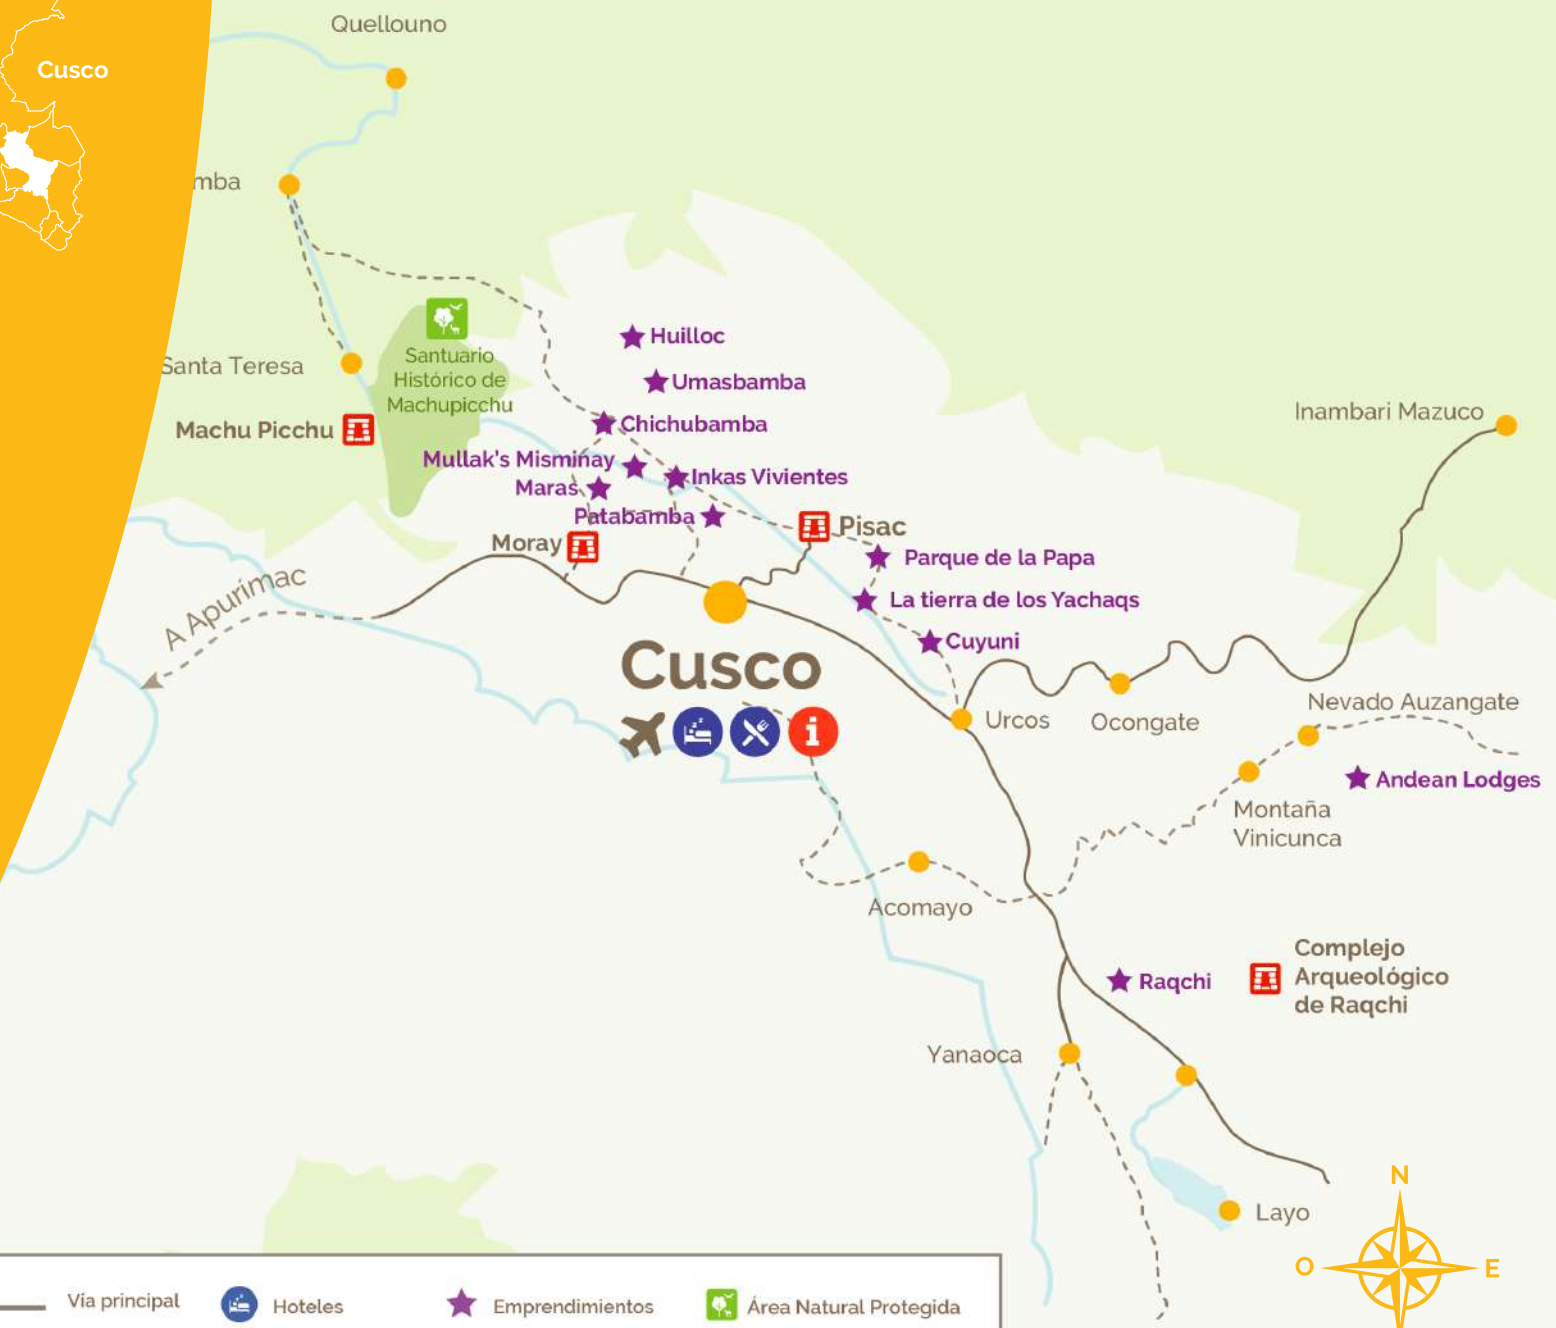 Quellouno
Cusco
Santa Teresa
Santuario
Histórico de
Machupicchu
Machu Picchu
Huilloc
Umasbamba
Chichubamba
Mullak's Misminay
Inkas Vivientes
Maras
Patabamba
Moray
Pisac
Parque de la Papa
La tierra de los Yachaqs
Cuyuni
A Apurímac
Cusco
Inambari Mazuco
Urcos
Ocongate
Nevado Auzangate
Andean Lodges
Montaña
Vinicunca
Acomayo
Raqchi
Complejo
Arqueológico
de Raqchi
Yanaoca
Layo
N
O
E
Vía principal
Hoteles
Emprendimientos
Área Natural Protegida